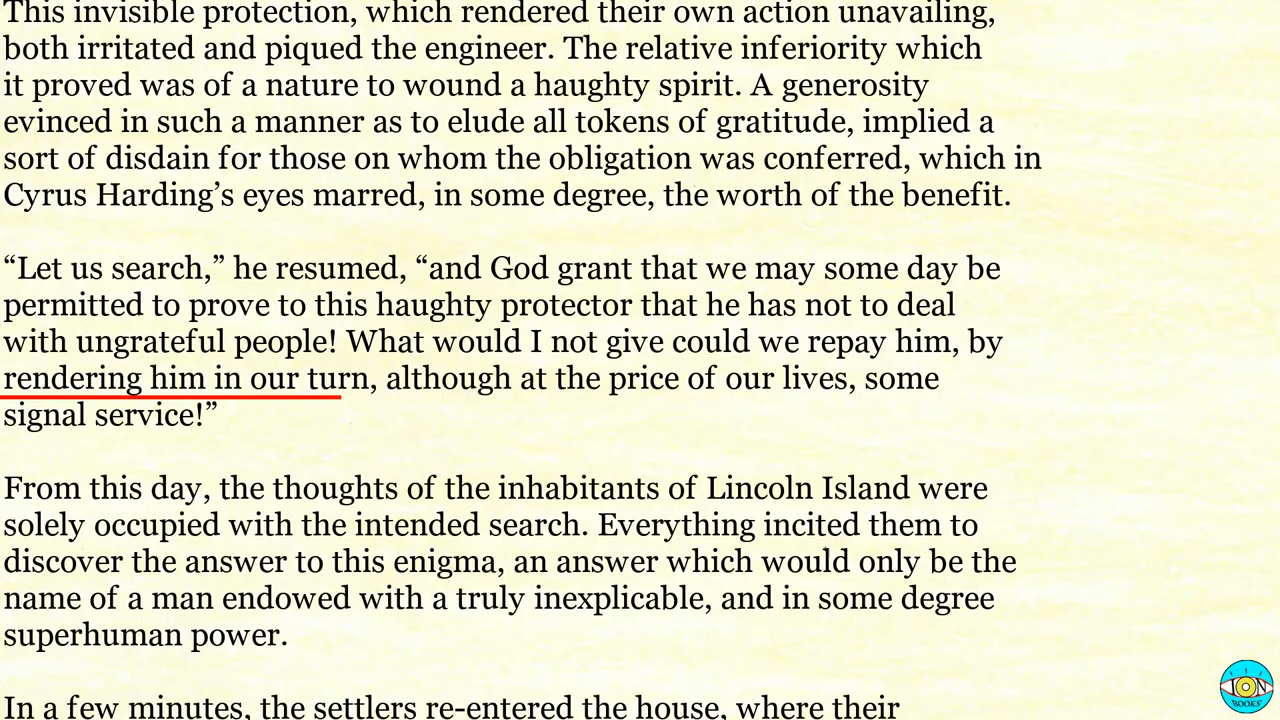 This invisible protection, which rendered their own action unavailing,
both irritated and piqued the engineer. The relative inferiority which
it proved was of a nature to wound a haughty spirit. A generosity
evinced in such a manner as to elude all tokens of gratitude, implied a
sort of disdain for those on whom the obligation was conferred, which in
Cyrus Harding’s eyes marred, in some degree, the worth of the benefit.
“Let us search,” he resumed, “and God grant that we may some day be
permitted to prove to this haughty protector that he has not to deal
with ungrateful people! What would I not give could we repay him, by
rendering him in our turn, although at the price of our lives, some
signal service!”
From this day, the thoughts of the inhabitants of Lincoln Island were
solely occupied with the intended search. Everything incited them to
discover the answer to this enigma, an answer which would only be the
name of a man endowed with a truly inexplicable, and in some degree
superhuman power.
In a few minutes, the settlers re-entered the house, where their
ION
BOOKS